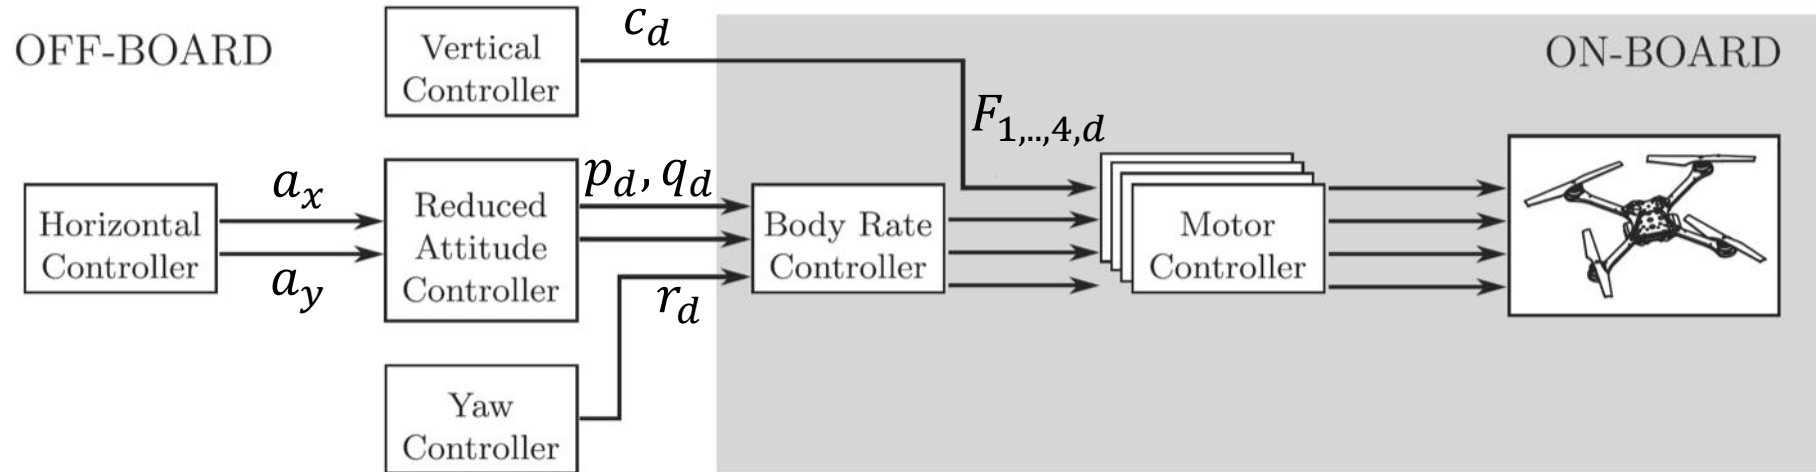 OFF-BOARD
ON-BOARD
Vertical
Controller
c_d
F_{1,..,4,d}
Horizontal
Controller
a_x
a_y
Reduced
Attitude
Controller
p_d, q_d
r_d
Body Rate
Controller
Motor
Controller
Yaw
Controller